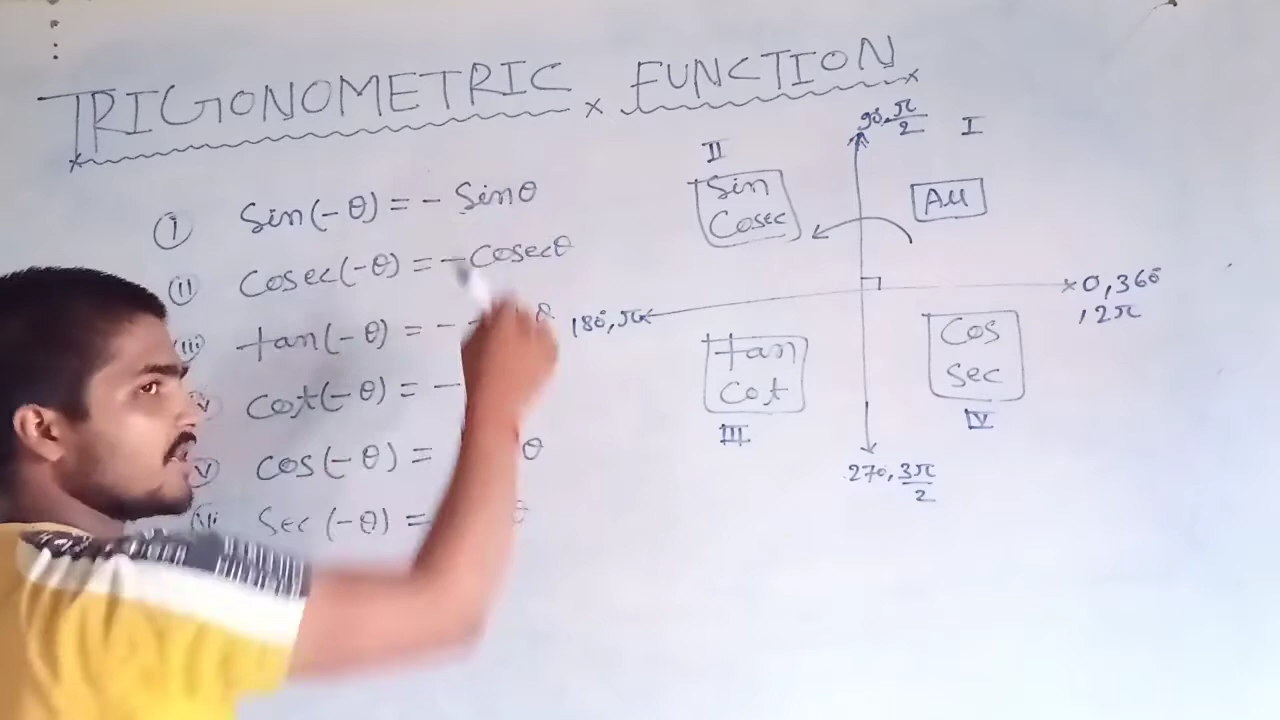 TRIGONOMETRIC FUNCTION
(i) Sin(-θ) = - Sinθ
(ii) Cosec(-θ) = -Cosecθ
(iii) tan(-θ) = - θ
cot(-θ) = -
(v) cos(-θ) = θ
(vi) Sec(-θ) = θ
90°, π/2
I
II
Sin
Cosec
All
0, 360°
, 2π
180°, π
tan
Cot
III
Cos
Sec
IV
270°, 3π/2